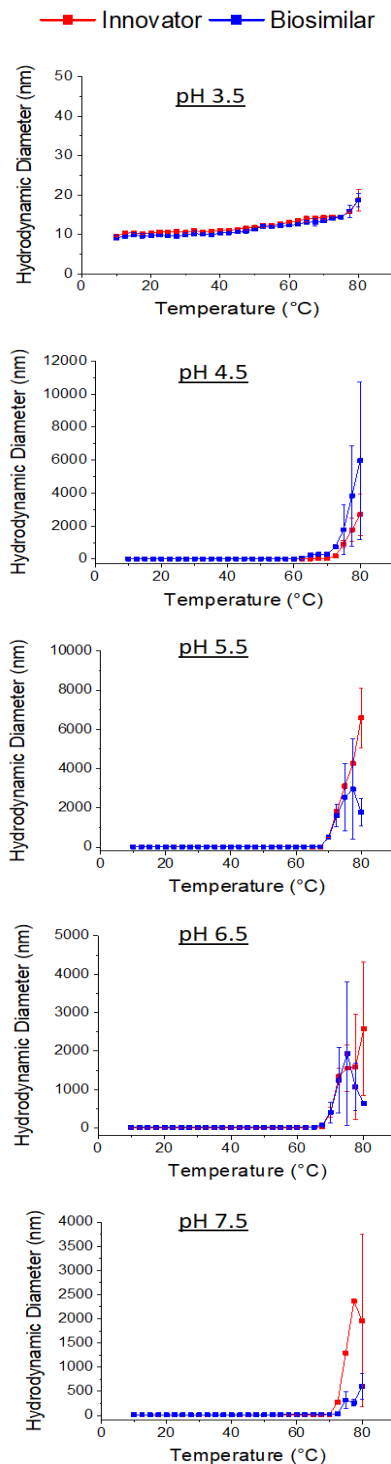 Innovator Biosimilar
pH 3.5
Hydrodynamic Diameter (nm)
50
40
30
20
10
0
0 20 40 60 80
Temperature (°C)
pH 4.5
Hydrodynamic Diameter (nm)
12000
10000
8000
6000
4000
2000
0
0 20 40 60 80
Temperature (°C)
pH 5.5
Hydrodynamic Diameter (nm)
10000
8000
6000
4000
2000
0
0 20 40 60 80
Temperature (°C)
pH 6.5
Hydrodynamic Diameter (nm)
5000
4000
3000
2000
1000
0
0 20 40 60 80
Temperature (°C)
pH 7.5
Hydrodynamic Diameter (nm)
4000
3500
3000
2500
2000
1500
1000
500
0
0 20 40 60 80
Temperature (°C)